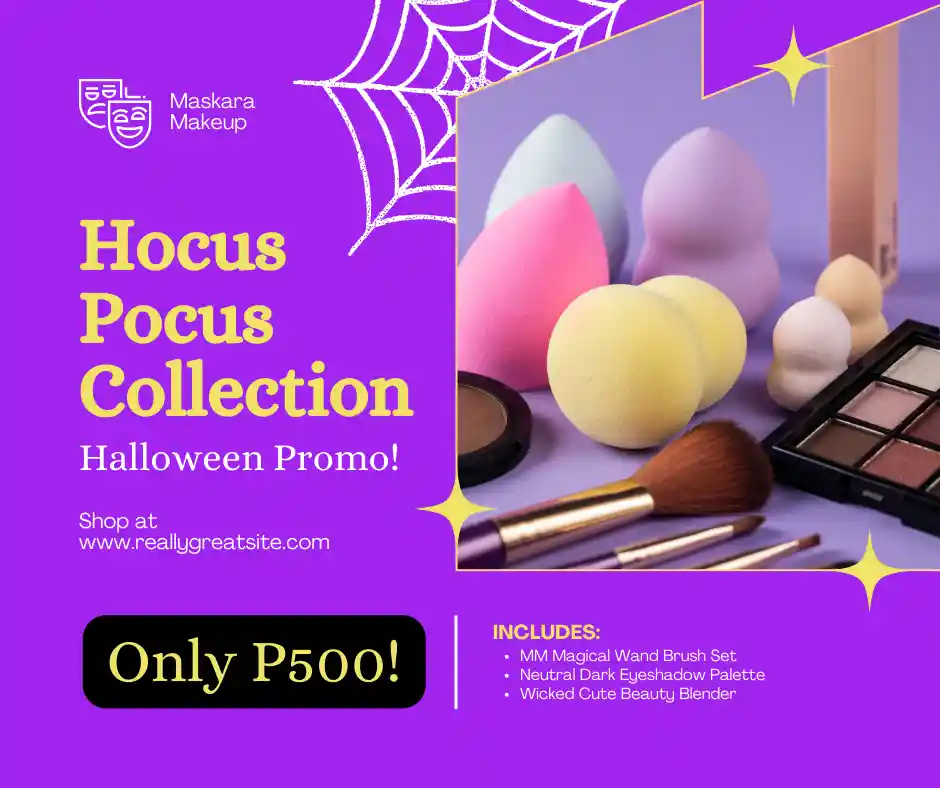 Maskara
Makeup
Hocus
Pocus
Collection
Halloween Promo!
Shop at
www.reallygreatsite.com
Only P500!
INCLUDES:
• MM Magical Wand Brush Set
• Neutral Dark Eyeshadow Palette
• Wicked Cute Beauty Blender